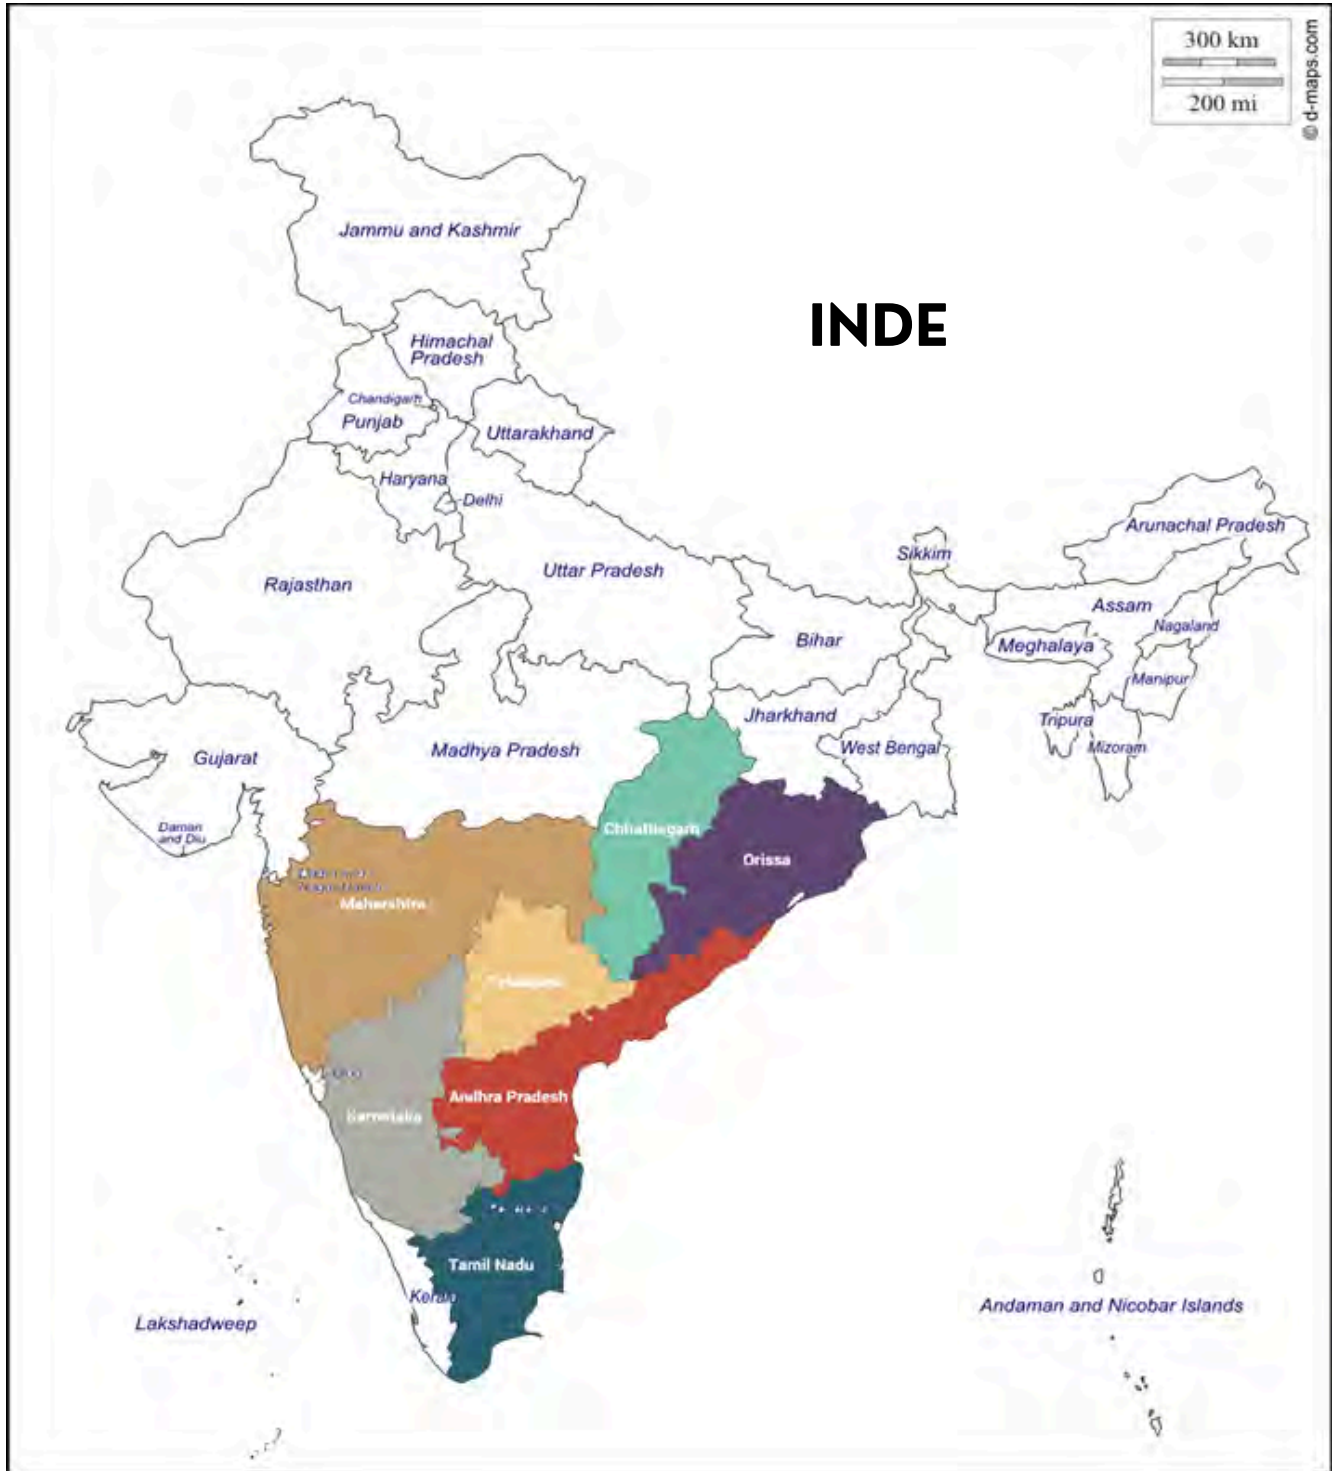 300 km
200 mi
© d-maps.com
Jammu and Kashmir
INDE
Himachal
Pradesh
Chandigarh
Punjab
Uttarakhand
Haryana
Delhi
Arunachal Pradesh
Sikkim
Uttar Pradesh
Rajasthan
Assam
Nagaland
Bihar
Meghalaya
Manipur
Jharkhand
Tripura
West Bengal
Mizoram
Madhya Pradesh
Gujarat
Daman
and Diu
Chhattisgarh
Orissa
Andhra Pradesh
Karnataka
Tamil Nadu
Kerala
Andaman and Nicobar Islands
Lakshadweep